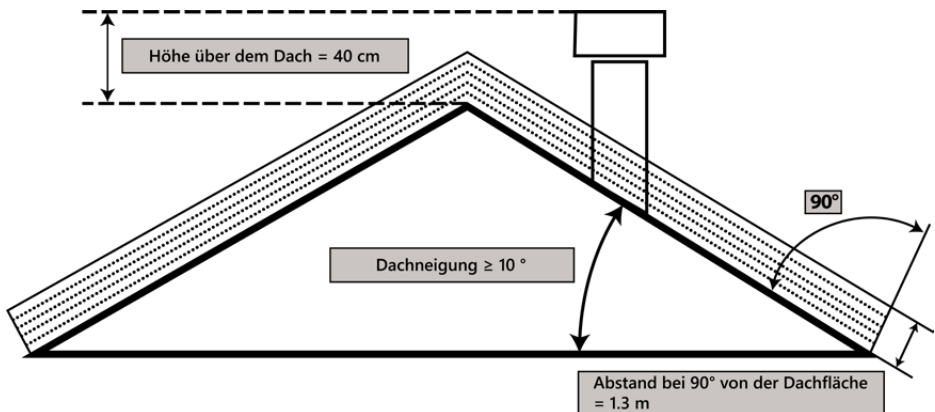 Höhe über dem Dach = 40 cm
90°
Dachneigung ≥ 10 °
Abstand bei 90° von der Dachfläche
= 1.3 m